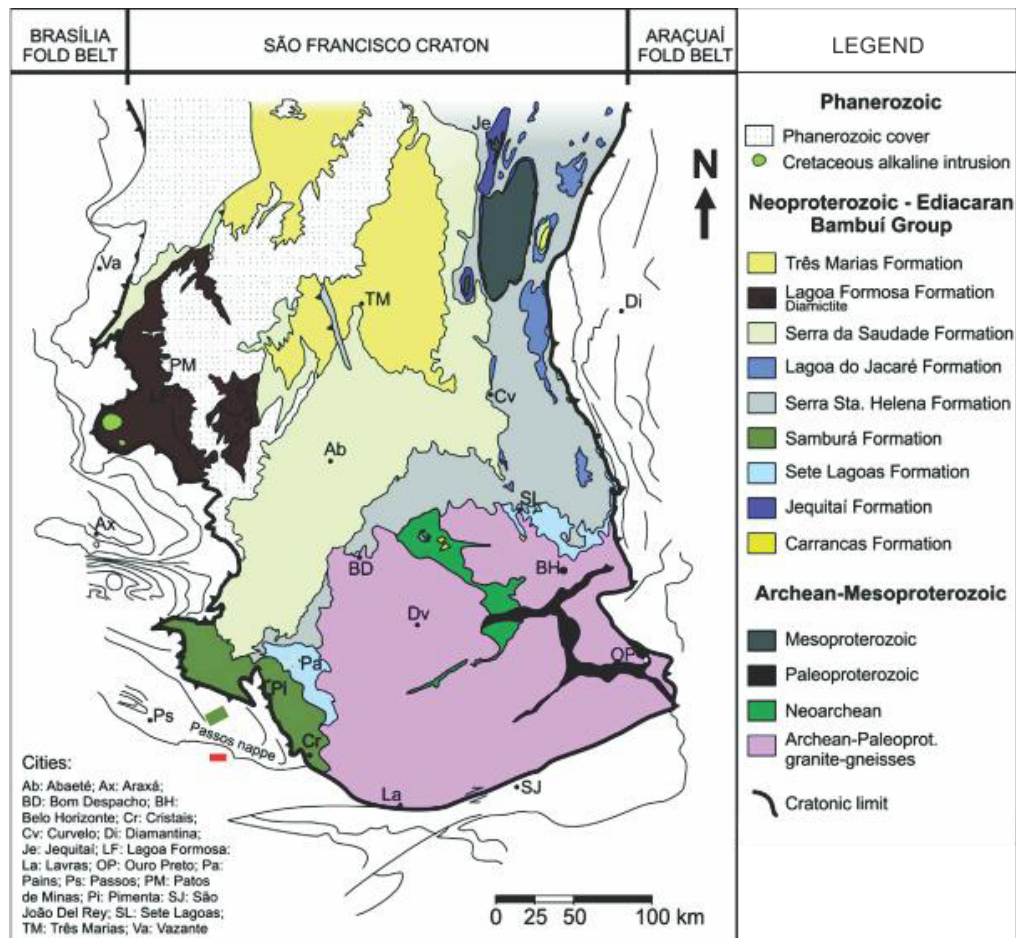 BRASÍLIA
FOLD BELT
SÃO FRANCISCO CRATON
ARAÇUAÍ
FOLD BELT
LEGEND
Je
N
Va
TM
Di
PM
Cv
Ab
Ax
SL
BD
BH
Dv
OP
Pa
Pi
Ps
Passos nappe
Cr
La
SJ
Cities:
Ab: Abaeté; Ax: Araxá;
BD: Bom Despacho; BH:
Belo Horizonte; Cr: Cristais;
Cv: Curvelo; Di: Diamantina;
Je: Jequitaí; LF: Lagoa Formosa:
La: Lavras; OP: Ouro Preto; Pa:
Pains; Ps: Passos; PM: Patos
de Minas; Pi: Pimenta: SJ: São
João Del Rey; SL: Sete Lagoas;
TM: Três Marias; Va: Vazante
0 25 50 100 km
Phanerozoic
Phanerozoic cover
Cretaceous alkaline intrusion
Neoproterozoic - Ediacaran
Bambuí Group
Três Marias Formation
Lagoa Formosa Formation
Diamictite
Serra da Saudade Formation
Lagoa do Jacaré Formation
Serra Sta. Helena Formation
Samburá Formation
Sete Lagoas Formation
Jequitaí Formation
Carrancas Formation
Archean-Mesoproterozoic
Mesoproterozoic
Paleoproterozoic
Neoarchean
Archean-Paleoprot.
granite-gneisses
Cratonic limit